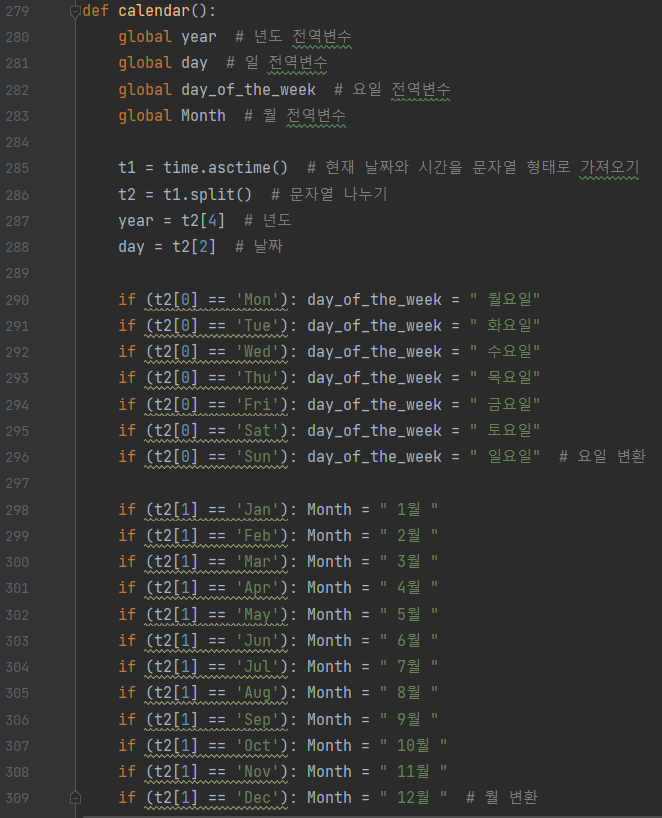 279 def calendar():
280 global year  # 년도 전역변수
281 global day  # 일 전역변수
282 global day_of_the_week  # 요일 전역변수
283 global Month  # 월 전역변수
284
285 t1 = time.asctime()  # 현재 날짜와 시간을 문자열 형태로 가져오기
286 t2 = t1.split()  # 문자열 나누기
287 year = t2[4]  # 년도
288 day = t2[2]  # 날짜
289
290 if (t2[0] == 'Mon'): day_of_the_week = " 월요일"
291 if (t2[0] == 'Tue'): day_of_the_week = " 화요일"
292 if (t2[0] == 'Wed'): day_of_the_week = " 수요일"
293 if (t2[0] == 'Thu'): day_of_the_week = " 목요일"
294 if (t2[0] == 'Fri'): day_of_the_week = " 금요일"
295 if (t2[0] == 'Sat'): day_of_the_week = " 토요일"
296 if (t2[0] == 'Sun'): day_of_the_week = " 일요일"  # 요일 변환
297
298 if (t2[1] == 'Jan'): Month = " 1월 "
299 if (t2[1] == 'Feb'): Month = " 2월 "
300 if (t2[1] == 'Mar'): Month = " 3월 "
301 if (t2[1] == 'Apr'): Month = " 4월 "
302 if (t2[1] == 'May'): Month = " 5월 "
303 if (t2[1] == 'Jun'): Month = " 6월 "
304 if (t2[1] == 'Jul'): Month = " 7월 "
305 if (t2[1] == 'Aug'): Month = " 8월 "
306 if (t2[1] == 'Sep'): Month = " 9월 "
307 if (t2[1] == 'Oct'): Month = " 10월 "
308 if (t2[1] == 'Nov'): Month = " 11월 "
309 if (t2[1] == 'Dec'): Month = " 12월 "  # 월 변환